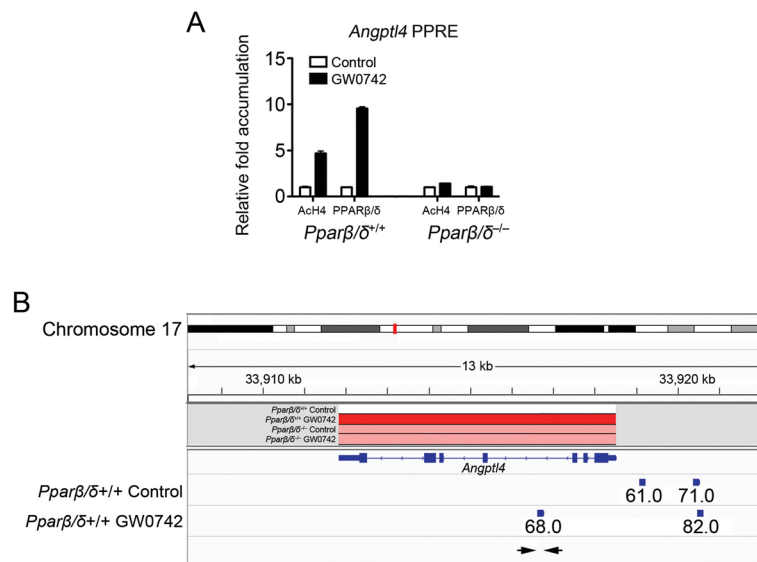 A
Angptl4 PPRE
Relative fold accumulation
15
10
5
0
Control
GW0742
AcH4 PPARβ/δ AcH4 PPARβ/δ
Pparβ/δ+/+ Pparβ/δ–/–
B
Chromosome 17
13 kb
33,910 kb 33,920 kb
Pparβ/δ+/+ Control
Pparβ/δ+/+ GW0742
Pparβ/δ-/- Control
Pparβ/δ-/- GW0742
Angptl4
Pparβ/δ+/+ Control
61.0 71.0
Pparβ/δ+/+ GW0742
68.0 82.0